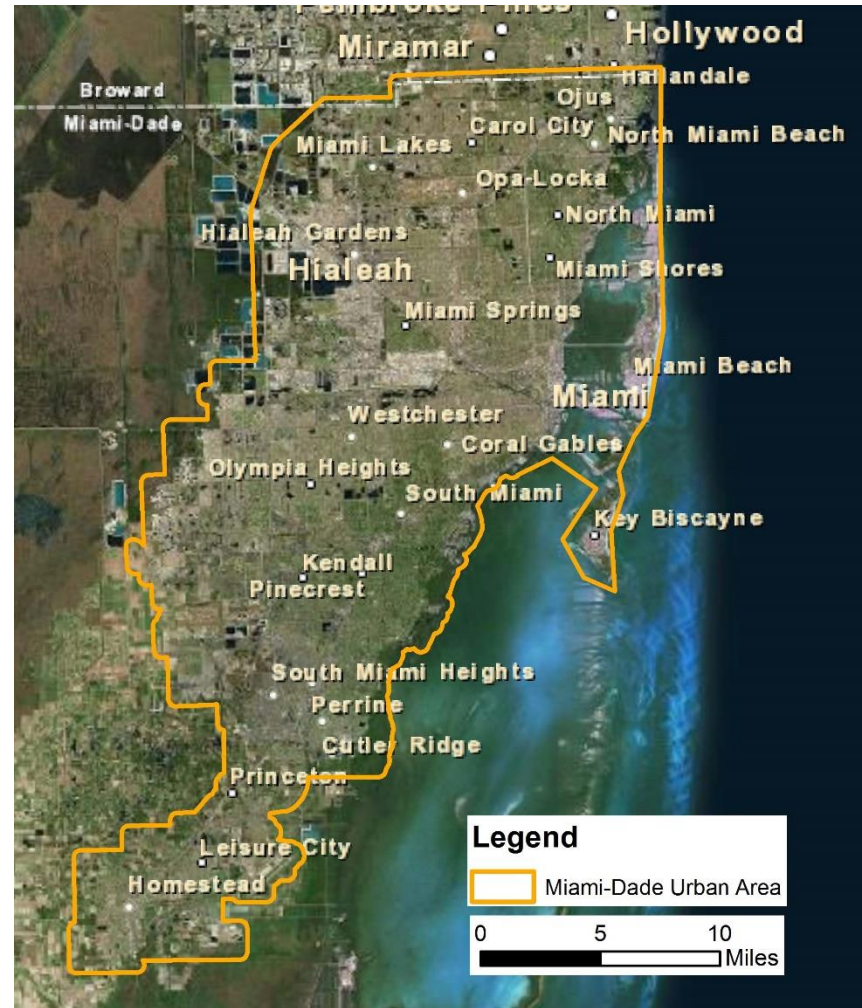 Pembroke Pines
Hollywood
Miramar
Hallandale
Broward
Ojus
Miami-Dade
Carol City
North Miami Beach
Miami Lakes
Opa-Locka
North Miami
Hialeah Gardens
Hialeah
Miami Shores
Miami Springs
Miami Beach
Miami
Westchester
Coral Gables
Olympia Heights
South Miami
Key Biscayne
Kendall
Pinecrest
South Miami Heights
Perrine
Cutley Ridge
Princeton
Leisure City
Homestead
Legend
Miami-Dade Urban Area
0 5 10
Miles